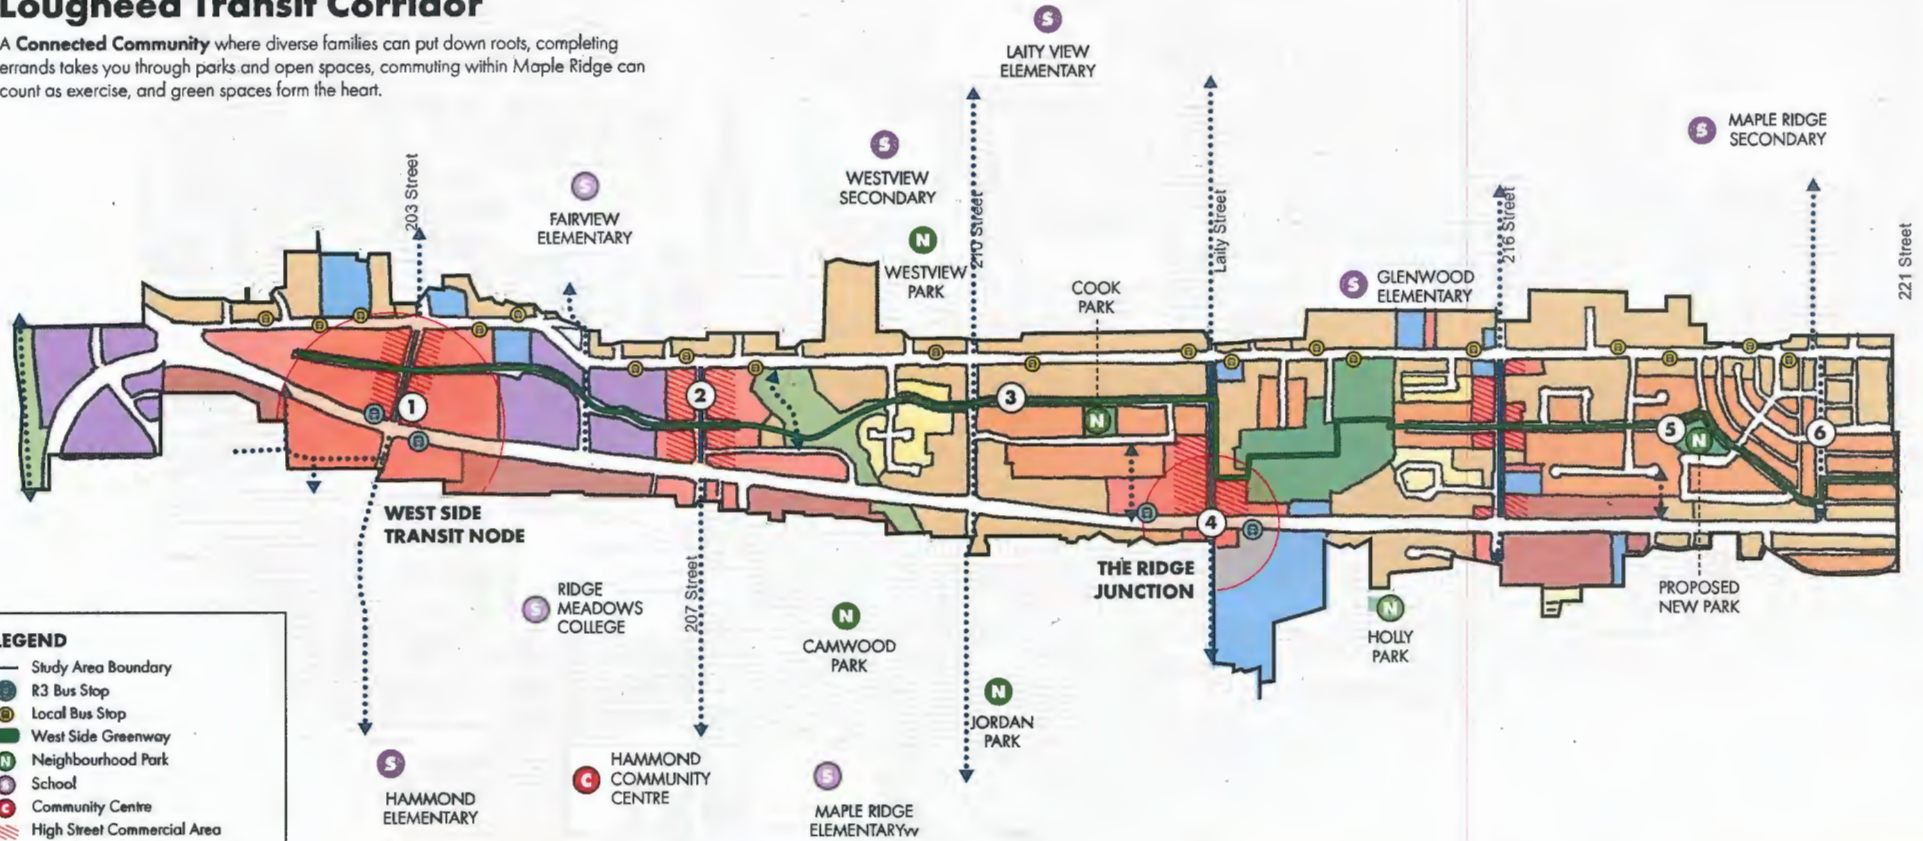 Lougheed Transit Corridor
A Connected Community where diverse families can put down roots, completing
errands takes you through parks and open spaces, commuting within Maple Ridge can
count as exercise, and green spaces form the heart.
S
LAITY VIEW
ELEMENTARY
S
MAPLE RIDGE
SECONDARY
S
WESTVIEW
SECONDARY
S
FAIRVIEW
ELEMENTARY
N
WESTVIEW
PARK
203 Street
210 Street
Laity Street
216 Street
221 Street
COOK
PARK
S
GLENWOOD
ELEMENTARY
1
2
3
N
4
5
N
6
WEST SIDE
TRANSIT NODE
THE RIDGE
JUNCTION
PROPOSED
NEW PARK
S
RIDGE
MEADOWS
COLLEGE
207 Street
N
CAMWOOD
PARK
N
HOLLY
PARK
N
JORDAN
PARK
S
HAMMOND
ELEMENTARY
C
HAMMOND
COMMUNITY
CENTRE
S
MAPLE RIDGE
ELEMENTARYw
LEGEND
Study Area Boundary
R3 Bus Stop
Local Bus Stop
West Side Greenway
N Neighbourhood Park
S School
C Community Centre
High Street Commercial Area